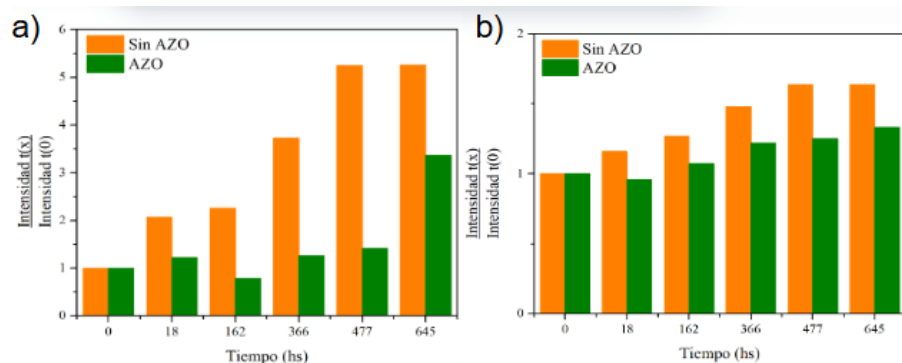 a)
Sin AZO
AZO
Intensidad t(x)
Intensidad t(0)
6
5
4
3
2
1
0
0 18 162 366 477 645
Tiempo (hs)
b)
Sin AZO
AZO
Intensidad t(x)
Intensidad t(0)
2
1
0
0 18 162 366 477 645
Tiempo (hs)